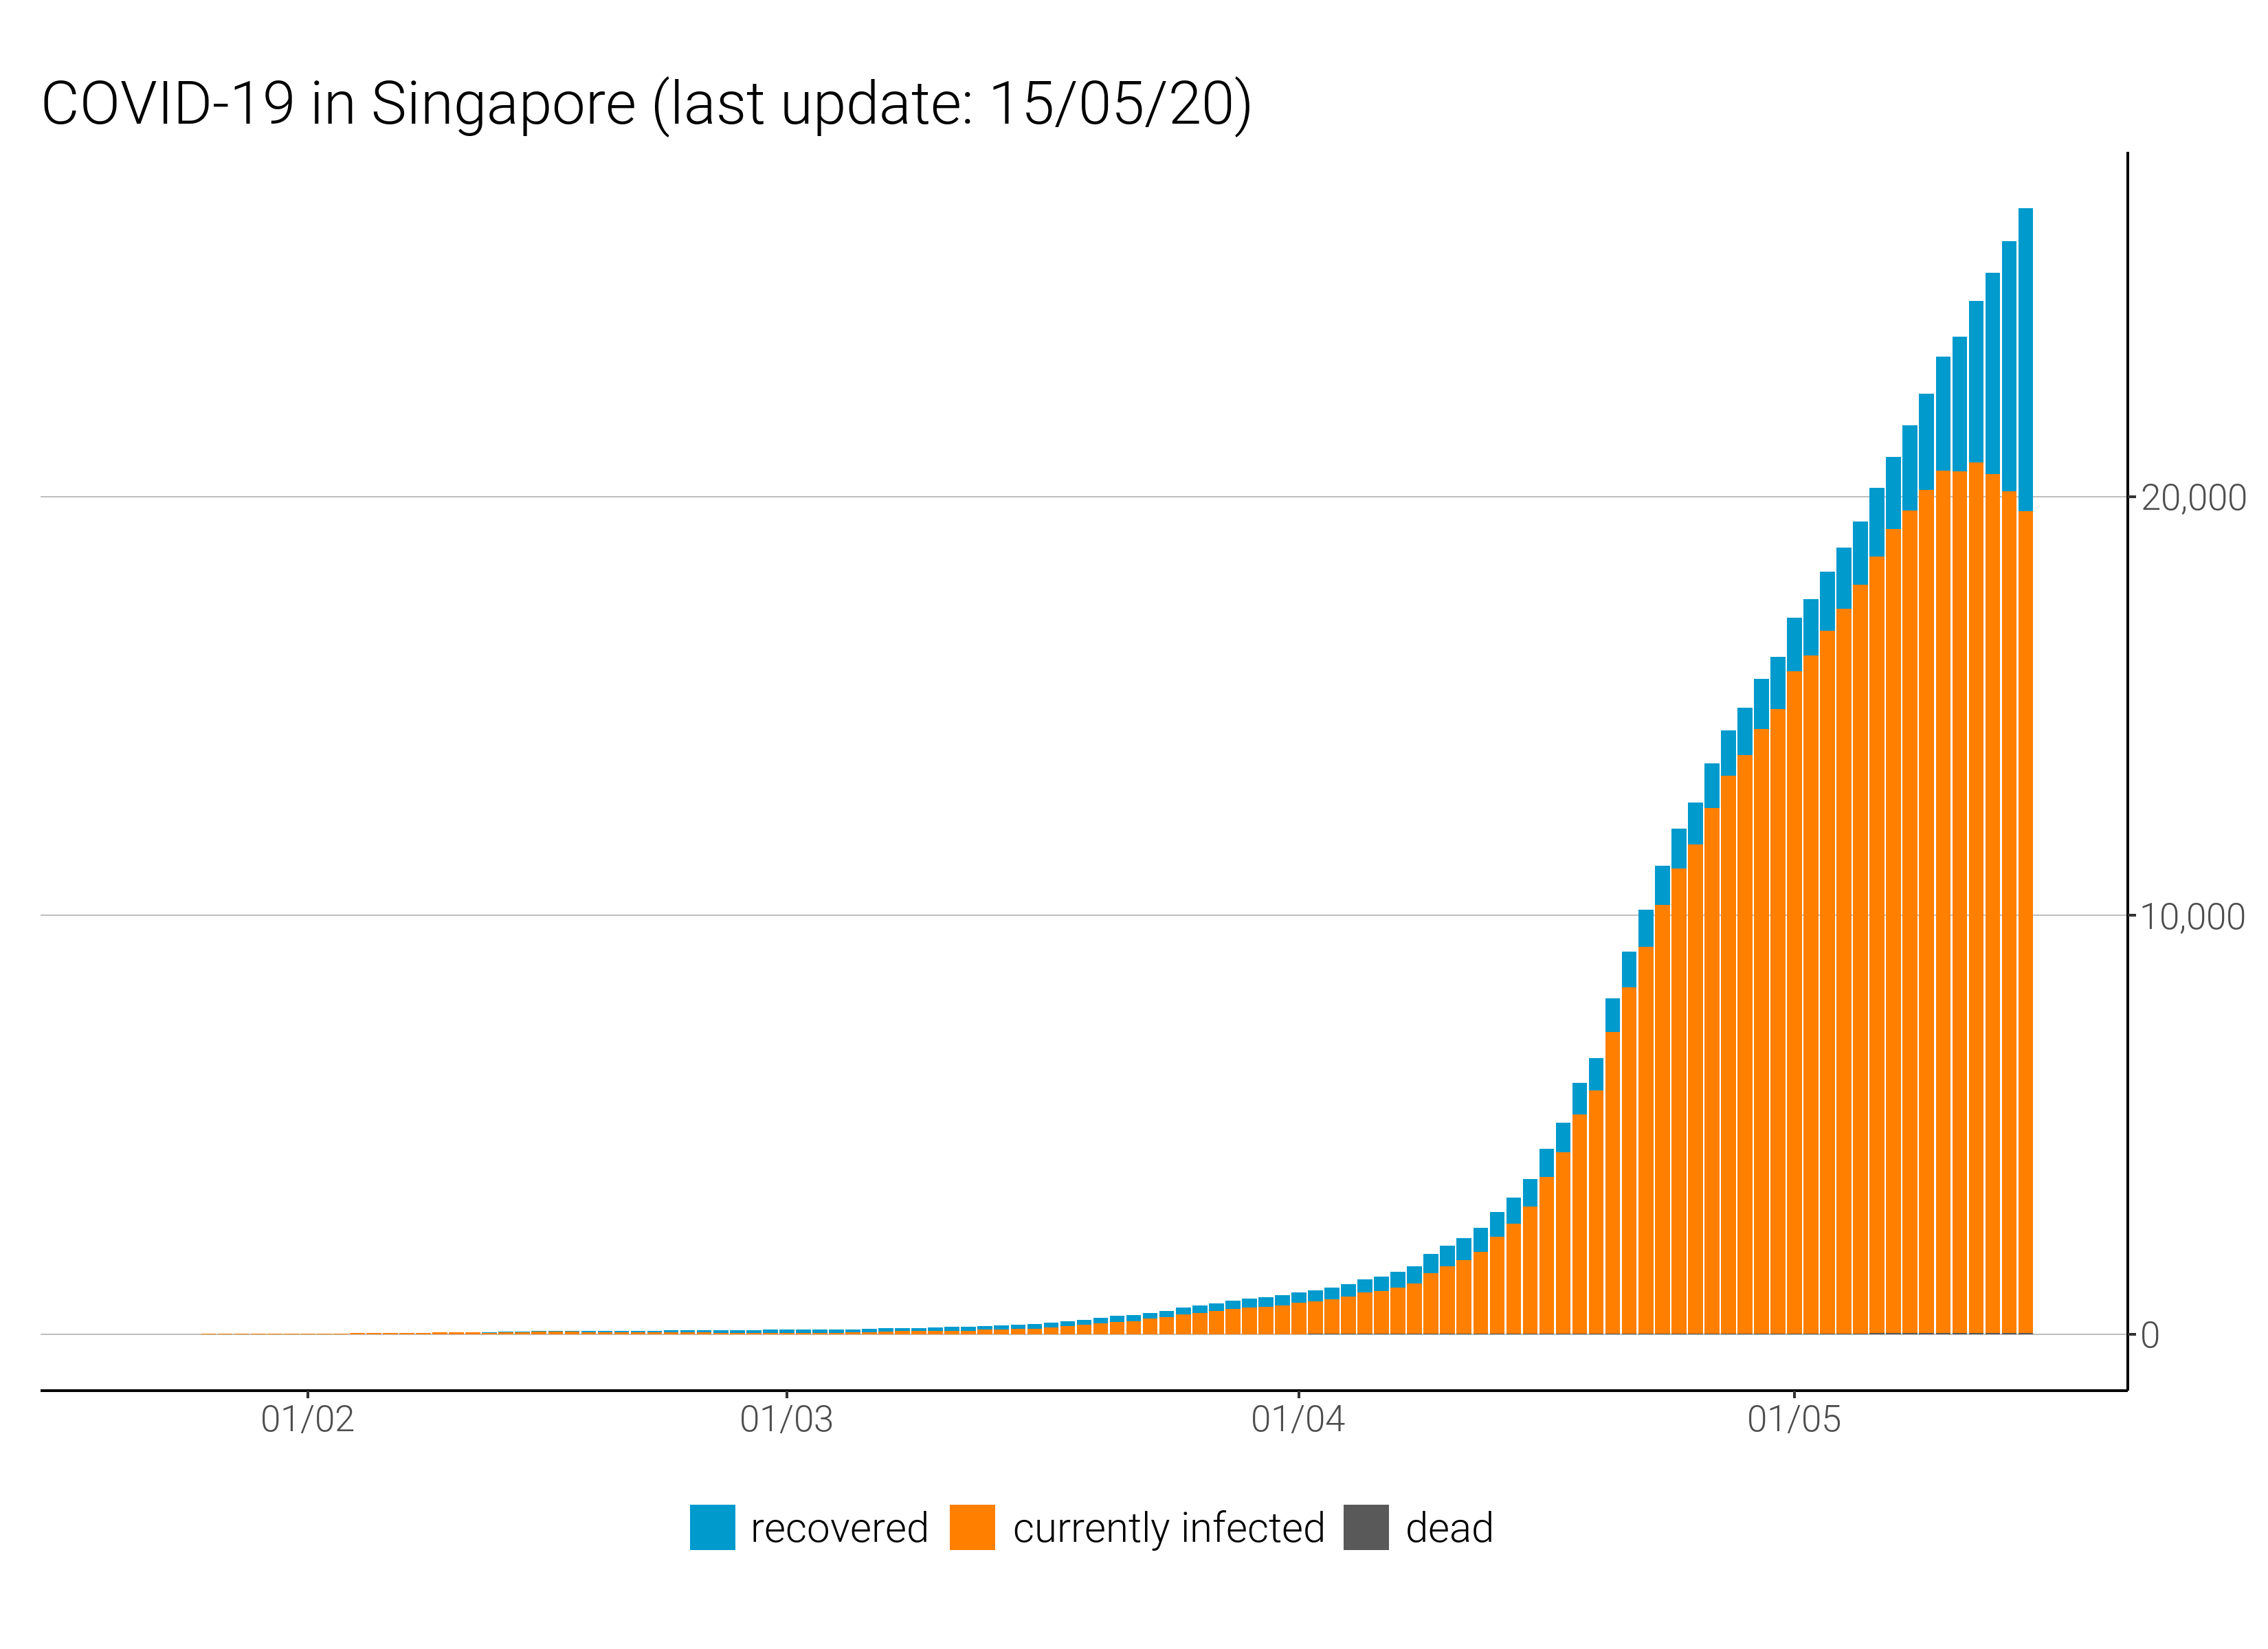 COVID-19 in Singapore (last update: 15/05/20)
20,000
10,000
0
01/02 01/03 01/04 01/05
recovered currently infected dead